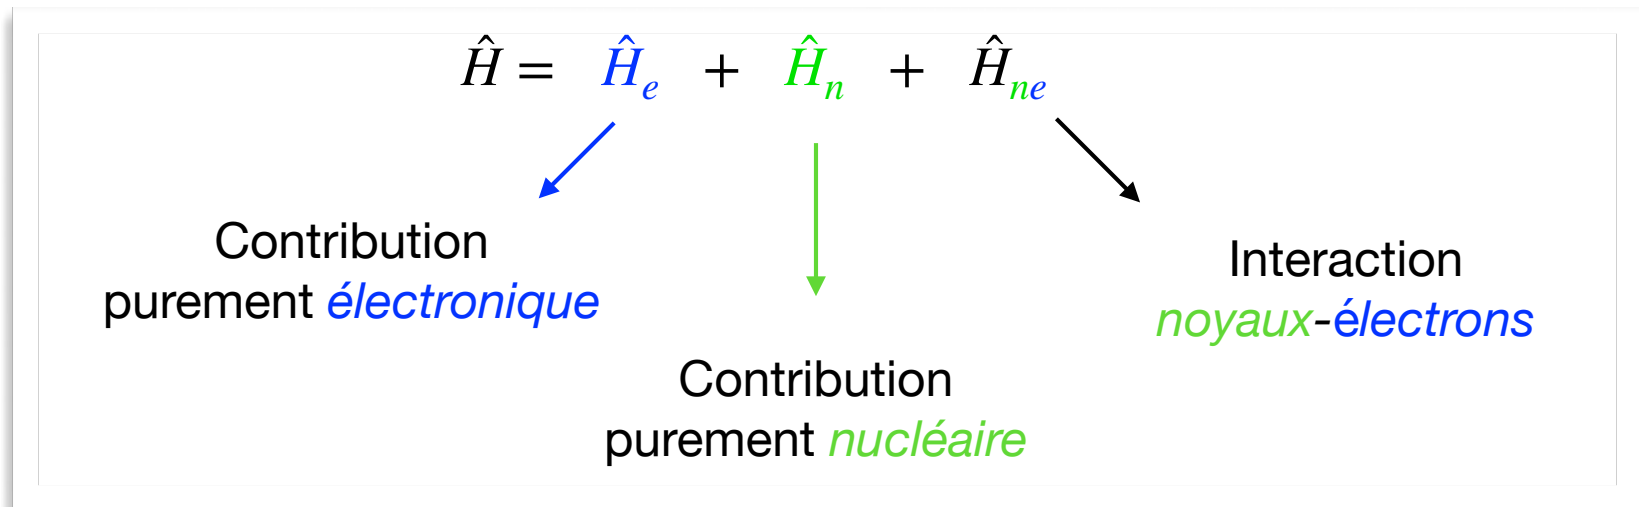 Ĥ = Ĥₑ + Ĥₙ + Ĥₙₑ
Contribution
purement électronique
Contribution
purement nucléaire
Interaction
noyaux-électrons